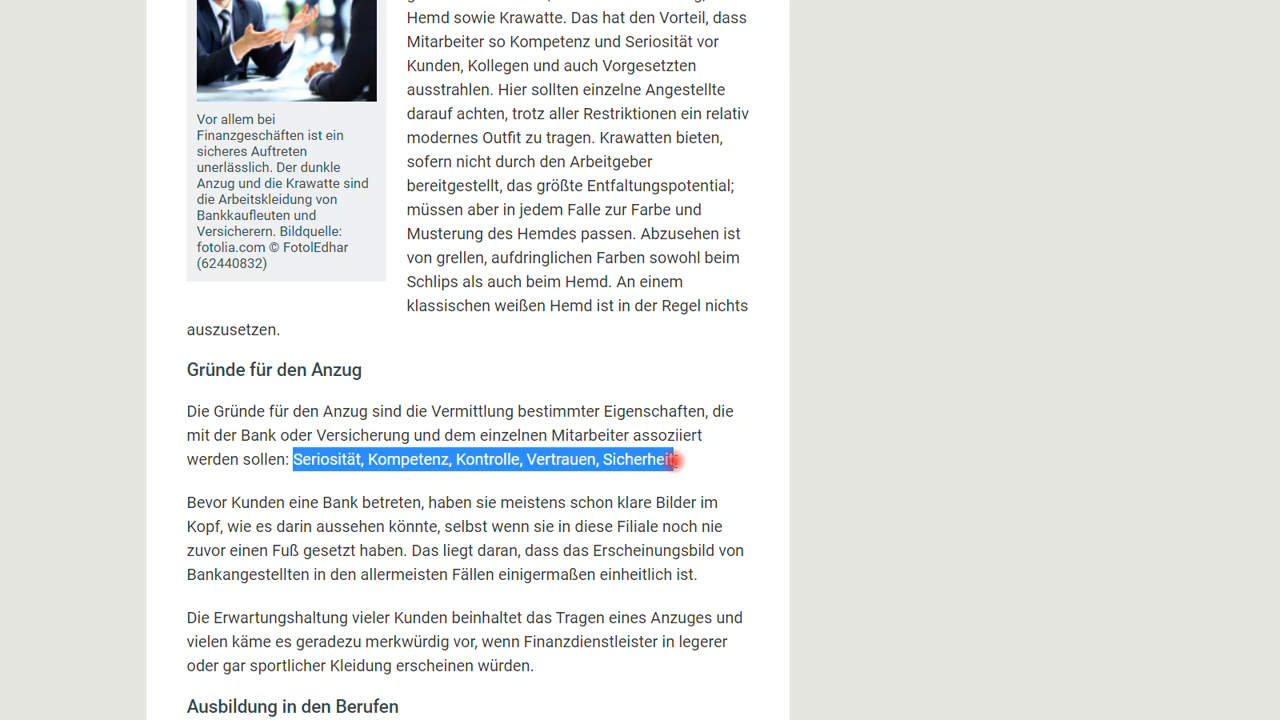 Hemd sowie Krawatte. Das hat den Vorteil, dass
Mitarbeiter so Kompetenz und Seriosität vor
Kunden, Kollegen und auch Vorgesetzten
ausstrahlen. Hier sollten einzelne Angestellte
darauf achten, trotz aller Restriktionen ein relativ
modernes Outfit zu tragen. Krawatten bieten,
sofern nicht durch den Arbeitgeber
bereitgestellt, das größte Entfaltungspotential;
müssen aber in jedem Falle zur Farbe und
Musterung des Hemdes passen. Abzusehen ist
von grellen, aufdringlichen Farben sowohl beim
Schlips als auch beim Hemd. An einem
klassischen weißen Hemd ist in der Regel nichts
auszusetzen.
Vor allem bei
Finanzgeschäften ist ein
sicheres Auftreten
unerlässlich. Der dunkle
Anzug und die Krawatte sind
die Arbeitskleidung von
Bankkaufleuten und
Versicherern. Bildquelle:
fotolia.com © FotolEdhar
(62440832)
Gründe für den Anzug
Die Gründe für den Anzug sind die Vermittlung bestimmter Eigenschaften, die
mit der Bank oder Versicherung und dem einzelnen Mitarbeiter assoziiert
werden sollen: Seriosität, Kompetenz, Kontrolle, Vertrauen, Sicherheit
Bevor Kunden eine Bank betreten, haben sie meistens schon klare Bilder im
Kopf, wie es darin aussehen könnte, selbst wenn sie in diese Filiale noch nie
zuvor einen Fuß gesetzt haben. Das liegt daran, dass das Erscheinungsbild von
Bankangestellten in den allermeisten Fällen einigermaßen einheitlich ist.
Die Erwartungshaltung vieler Kunden beinhaltet das Tragen eines Anzuges und
vielen käme es geradezu merkwürdig vor, wenn Finanzdienstleister in legerer
oder gar sportlicher Kleidung erscheinen würden.
Ausbildung in den Berufen